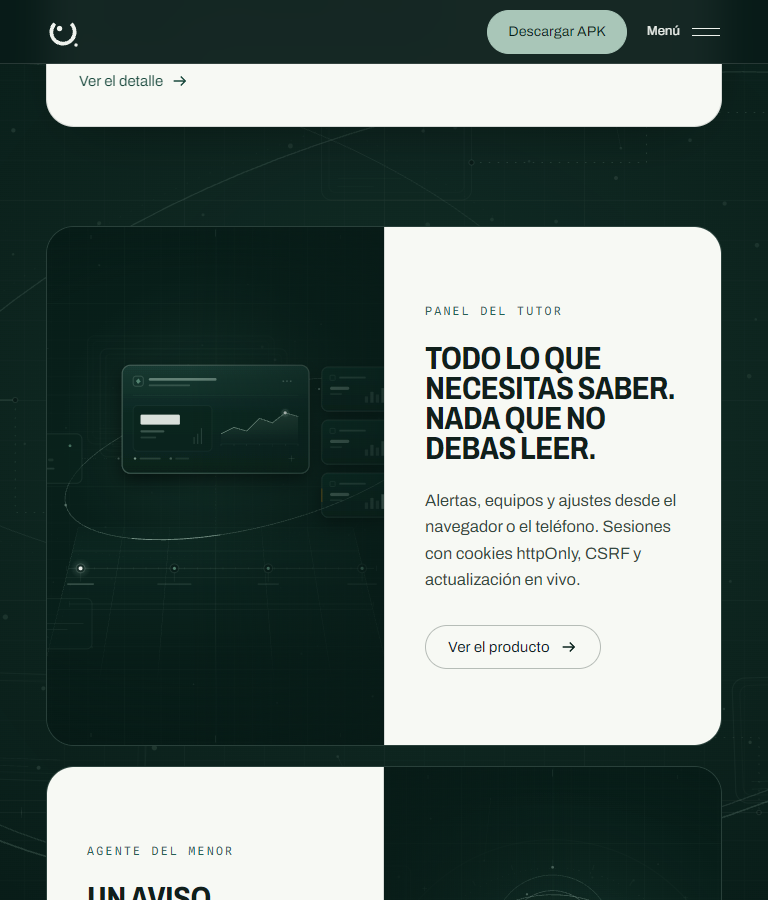 Descargar APK
Menú
Ver el detalle
PANEL DEL TUTOR
TODO LO QUE
NECESITAS SABER.
NADA QUE NO
DEBAS LEER.
Alertas, equipos y ajustes desde el
navegador o el teléfono. Sesiones
con cookies httpOnly, CSRF y
actualización en vivo.
Ver el producto
AGENTE DEL MENOR
UN AVISO